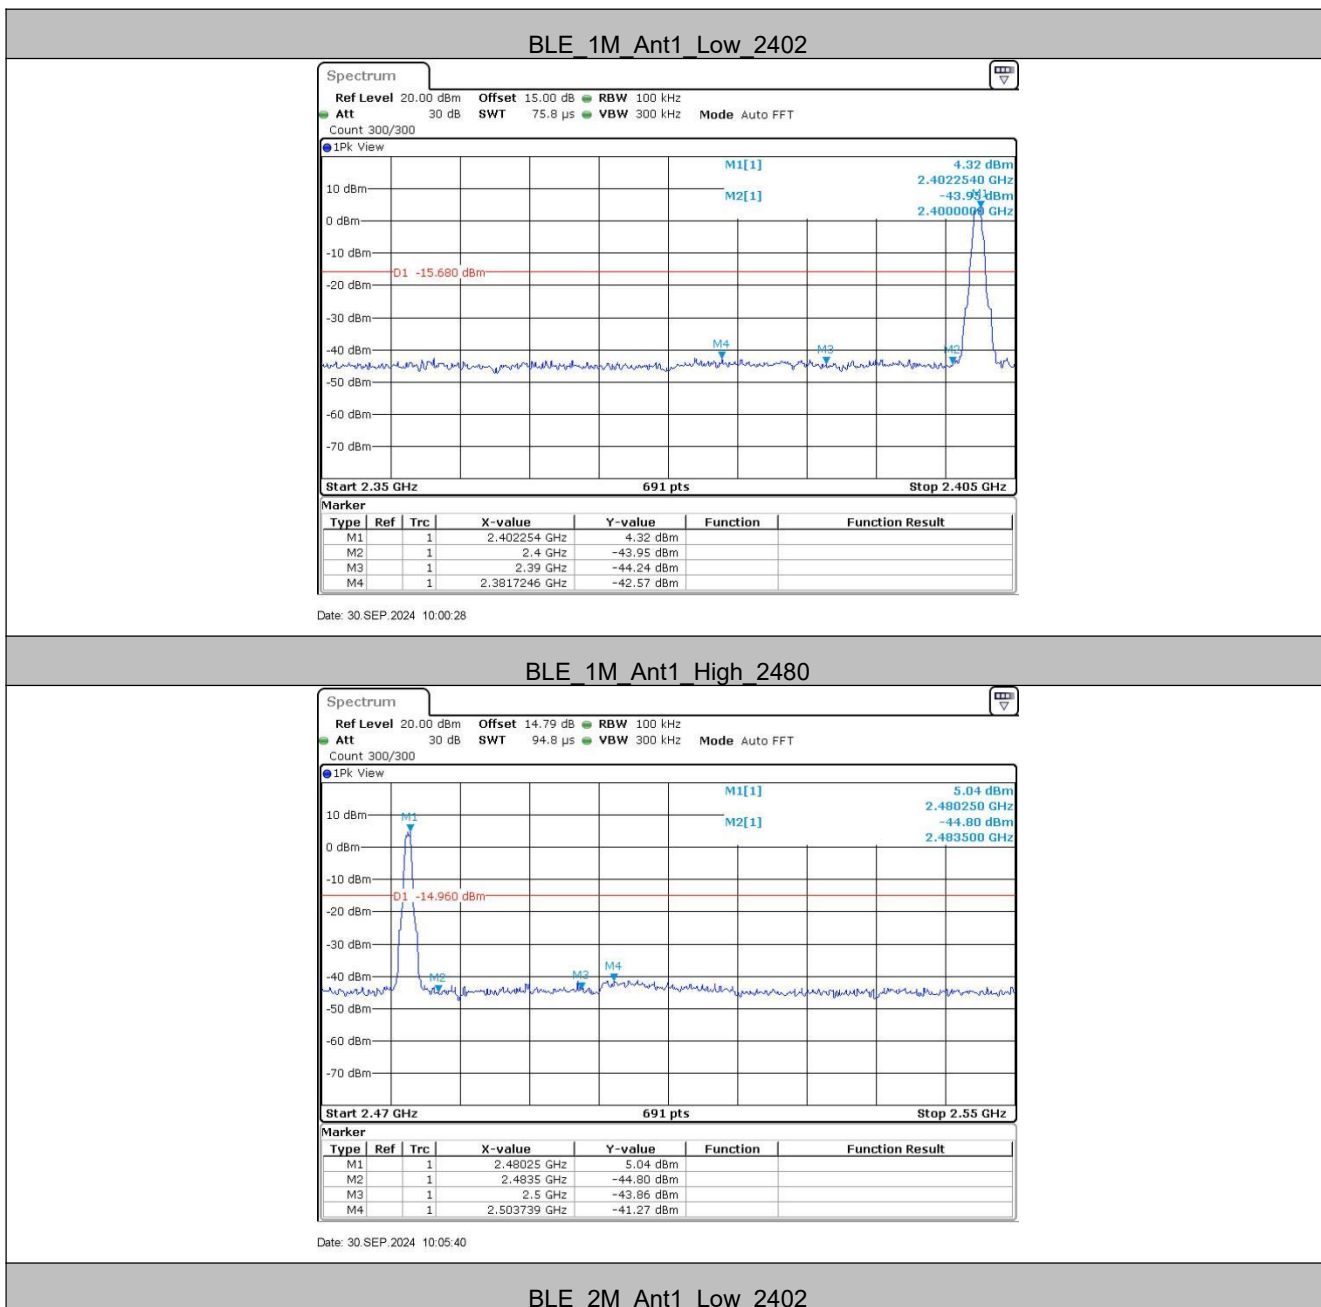 BLE_1M_Ant1_Low_2402
Spectrum
Ref Level 20.00 dBm Offset 15.00 dB RBW 100 kHz
Att 30 dB SWT 75.8 µs VBW 300 kHz Mode Auto FFT
Count 300/300
1Pk View
M1[1] 4.32 dBm
2.4022540 GHz
M2[1] -43.95 dBm
2.4000000 GHz
M1
10 dBm
0 dBm
-10 dBm
D1 -15.680 dBm
-20 dBm
-30 dBm
-40 dBm
M4 M3 M2
-50 dBm
-60 dBm
-70 dBm
Start 2.35 GHz 691 pts Stop 2.405 GHz
Marker
Type Ref Trc X-value Y-value Function Function Result
M1 1 2.402254 GHz 4.32 dBm
M2 1 2.4 GHz -43.95 dBm
M3 1 2.39 GHz -44.24 dBm
M4 1 2.3817246 GHz -42.57 dBm
Date: 30.SEP.2024 10:00:28
BLE_1M_Ant1_High_2480
Spectrum
Ref Level 20.00 dBm Offset 14.79 dB RBW 100 kHz
Att 30 dB SWT 94.8 µs VBW 300 kHz Mode Auto FFT
Count 300/300
1Pk View
M1[1] 5.04 dBm
2.480250 GHz
M2[1] -44.80 dBm
2.483500 GHz
10 dBm
M1
0 dBm
-10 dBm
D1 -14.960 dBm
-20 dBm
-30 dBm
-40 dBm
M2 M3 M4
-50 dBm
-60 dBm
-70 dBm
Start 2.47 GHz 691 pts Stop 2.55 GHz
Marker
Type Ref Trc X-value Y-value Function Function Result
M1 1 2.48025 GHz 5.04 dBm
M2 1 2.4835 GHz -44.80 dBm
M3 1 2.5 GHz -43.86 dBm
M4 1 2.503739 GHz -41.27 dBm
Date: 30.SEP.2024 10:05:40
BLE_2M_Ant1_Low_2402